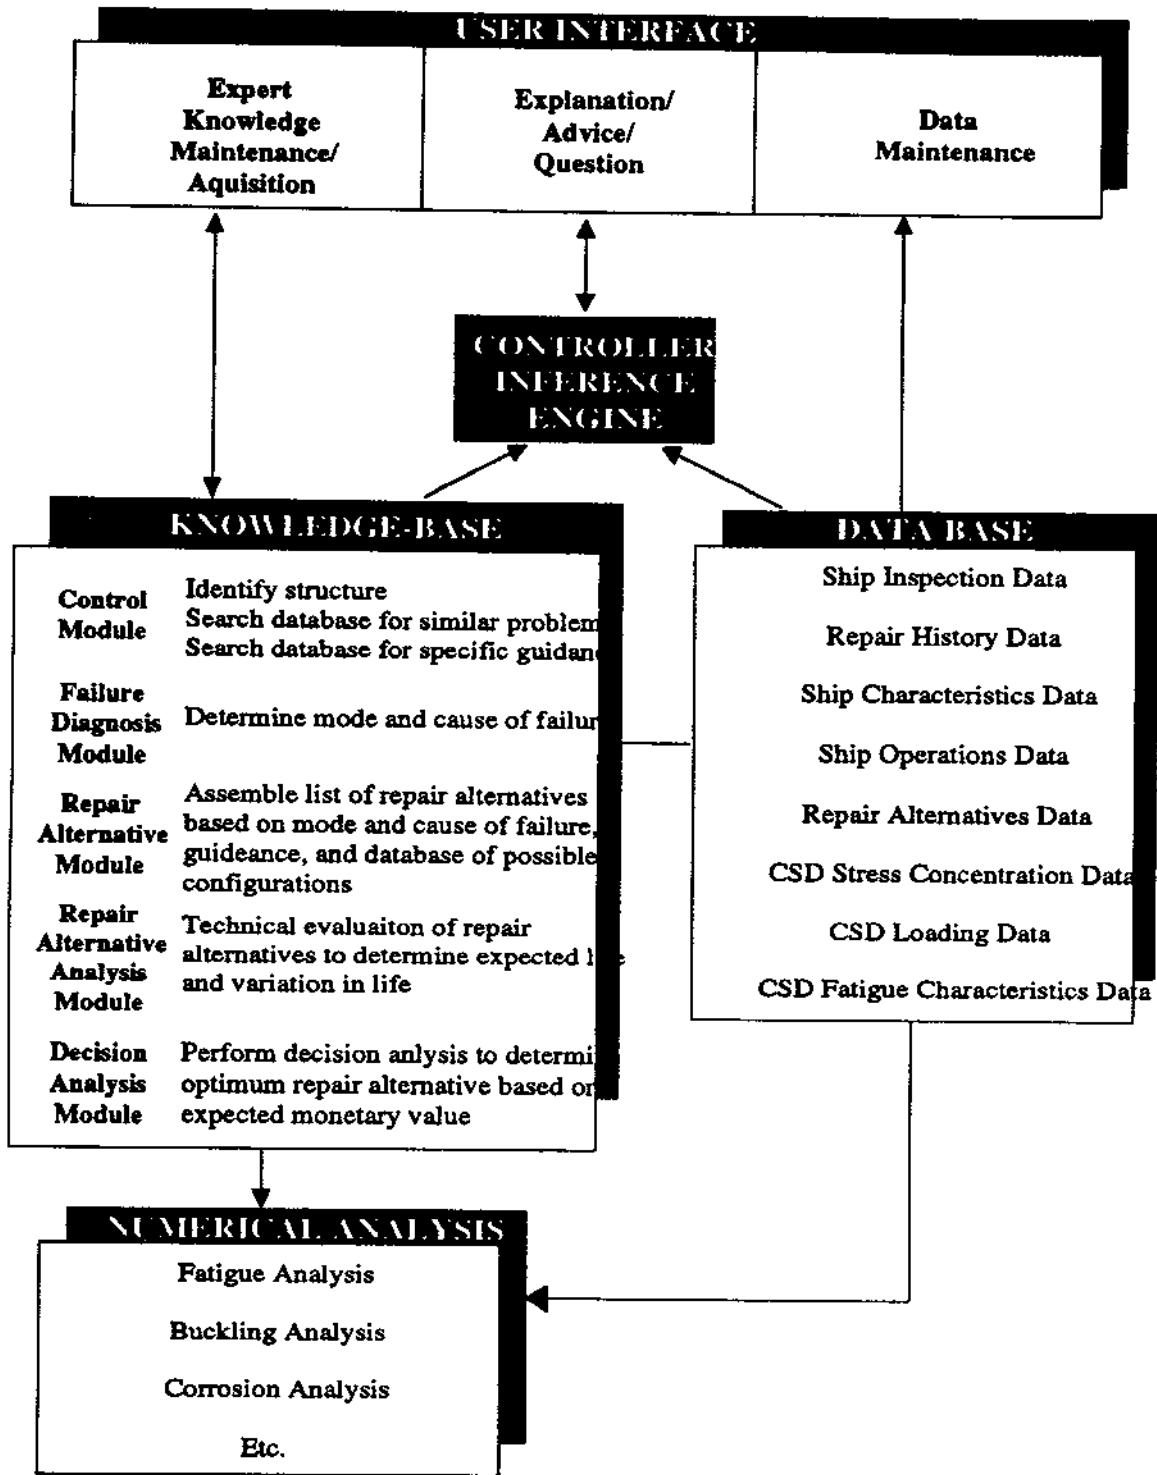 USER INTERFACE
Expert
Knowledge
Maintenance/
Aquisition
Explanation/
Advice/
Question
Data
Maintenance
CONTROLLER
INFERENCE
ENGINE
KNOWLEDGE-BASE
Control
Module
Identify structure
Search database for similar problem
Search database for specific guidan
Failure
Diagnosis
Module
Determine mode and cause of failur
Repair
Alternative
Module
Assemble list of repair alternatives
based on mode and cause of failure,
guideance, and database of possible
configurations
Repair
Alternative
Analysis
Module
Technical evaluaiton of repair
alternatives to determine expected l e
and variation in life
Decision
Analysis
Module
Perform decision anlysis to determi
optimum repair alternative based on
expected monetary value
DATA BASE
Ship Inspection Data
Repair History Data
Ship Characteristics Data
Ship Operations Data
Repair Alternatives Data
CSD Stress Concentration Data
CSD Loading Data
CSD Fatigue Characteristics Data
NUMERICAL ANALYSIS
Fatigue Analysis
Buckling Analysis
Corrosion Analysis
Etc.